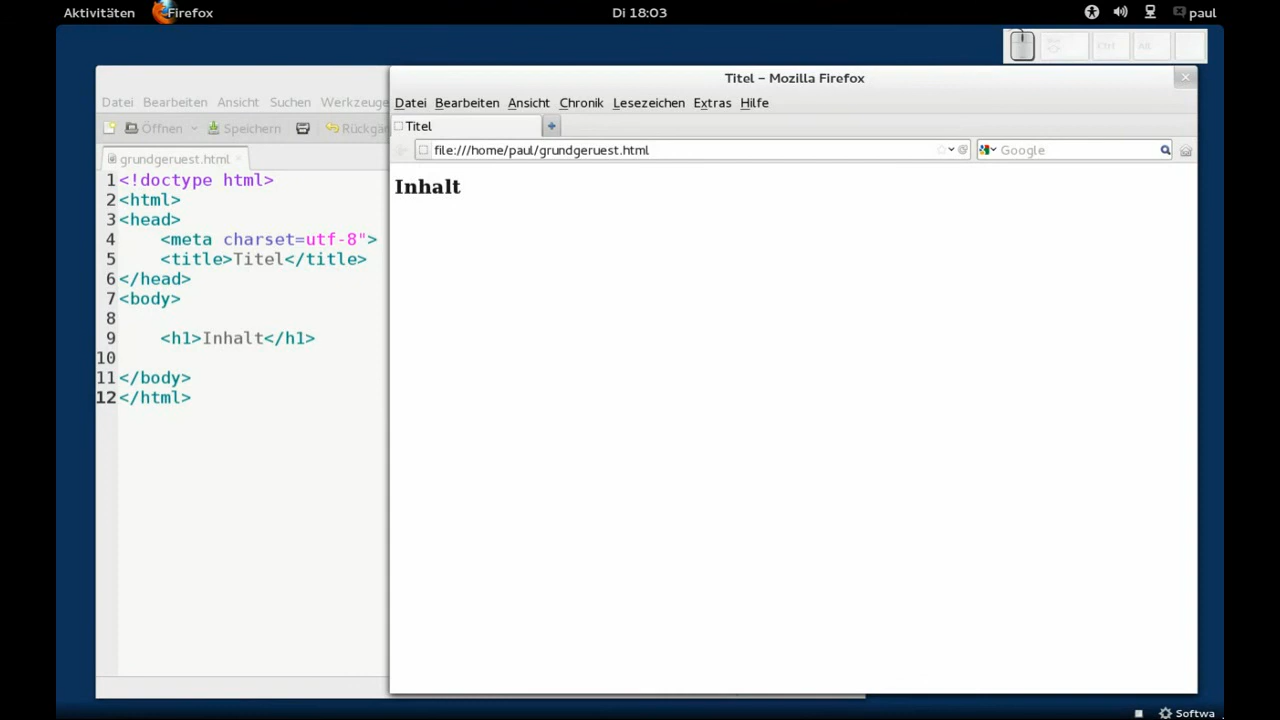 Aktivitäten Firefox Di 18:03 paul
Titel – Mozilla Firefox
Datei Bearbeiten Ansicht Suchen Werkzeuge
Datei Bearbeiten Ansicht Chronik Lesezeichen Extras Hilfe
Öffnen Speichern Rückgä
Titel
file:///home/paul/grundgeruest.html Google
grundgeruest.html
1 <!doctype html>
2 <html>
3 <head>
4 <meta charset=utf-8">
5 <title>Titel</title>
6 </head>
7 <body>
8
9 <h1>Inhalt</h1>
10
11 </body>
12 </html>
Inhalt
Softwa